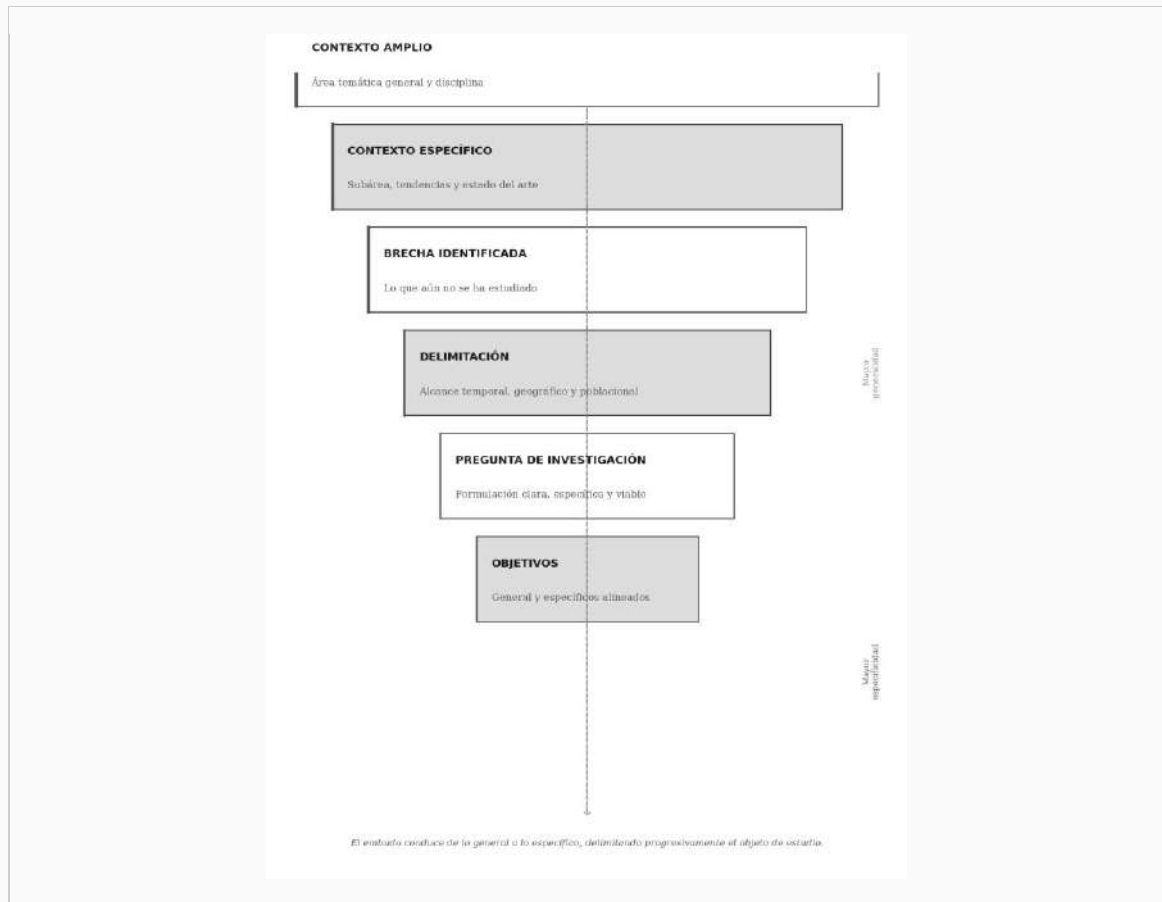 CONTEXTO AMPLIO
Área temática general y disciplina
CONTEXTO ESPECÍFICO
Subárea, tendencias y estado del arte
BRECHA IDENTIFICADA
Lo que aún no se ha estudiado
DELIMITACIÓN
Alcance temporal, geográfico y poblacional
Mayor
generalidad
PREGUNTA DE INVESTIGACIÓN
Formulación clara, específica y viable
OBJETIVOS
General y específicos alineados
Mayor
especificidad
El embudo conduce de lo general a lo específico, delimitando progresivamente el objeto de estudio.